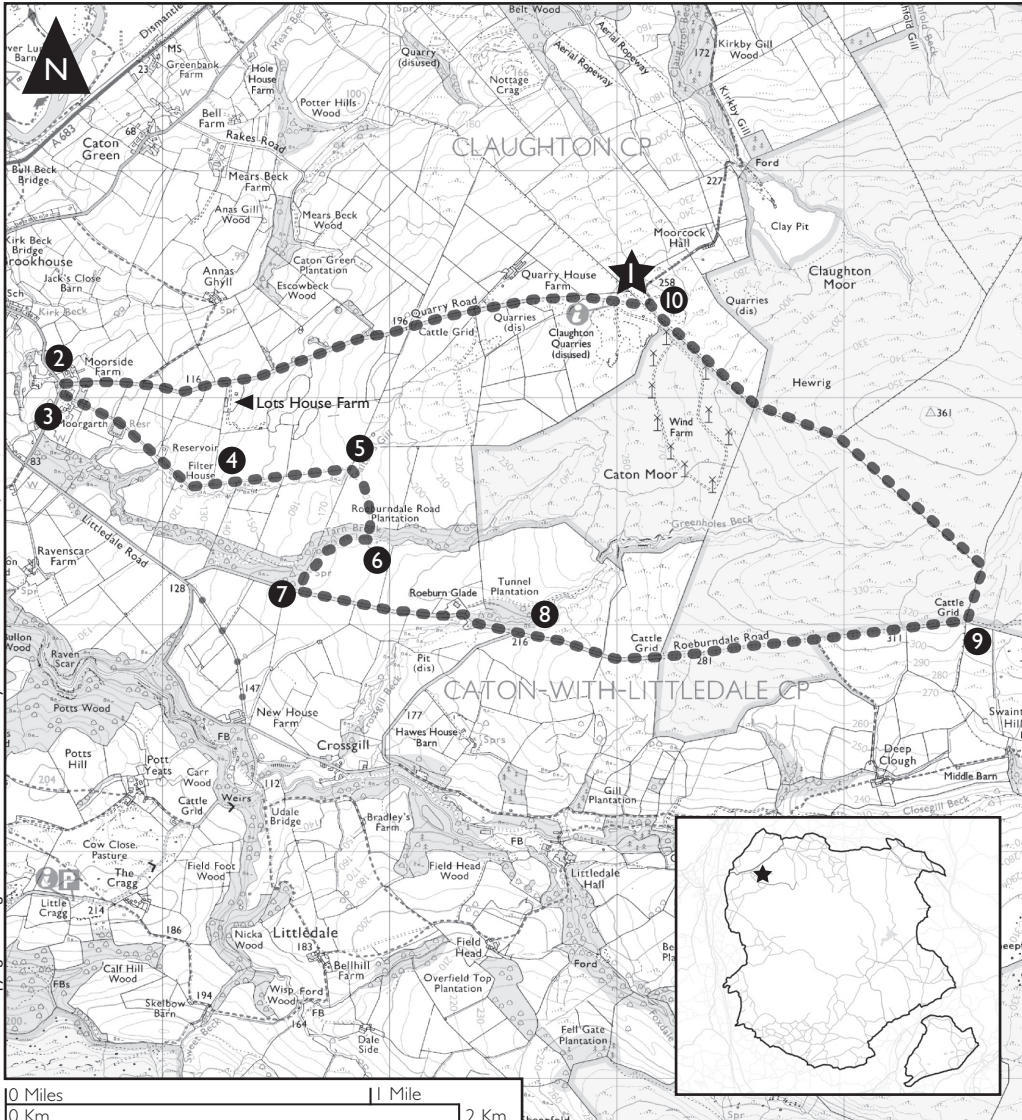 N
Dismantle
Barn
MS
23
Greenbank
Farm
Hole
House
Farm
Mears Beck
Potter Hills
Wood
100
A 683
68
Caton
Green
Bell
Farm
Rakes Road
Bull Beck
Bridge
Mears Beck
Farm
Anas Gill
Wood
Mears Beck
Wood
Kirk Beck
Bridge
Brookhouse
Jack's Close
Barn
Sch
Kirk Beck
Annas
Ghyll
Spr
Caton Green
Plantation
Escowbeck
Wood
Belt Wood
Quarry
(disused)
Nottage
Crag
Aerial Ropeway
Aerial Ropeway
172
Kirkby Gill
Wood
Kirkby Gill
CLAUGHTON CP
Ford
227
Clay Pit
Moorcock
Hall
Claughton
Moor
1
258
10
Quarry House
Farm
Quarry Road
196
Cattle Grid
Quarries
(dis)
i
Claughton
Quarries
(disused)
Quarries
(dis)
Hewrig
361
Wind
Farm
Caton Moor
2
Moorside
Farm
116
Lots House Farm
3
Moorgarth
Resr
83
W
Reservoir
Filter
House
4
5
Roeburndale Road
Plantation
Greenholes Beck
6
Spr
7
Littledale Road
Ravenscar
Farm
128
Roeburn Glade
Tunnel
Plantation
8
216
Cattle
Grid
Roeburndale Road
281
311
Cattle
Grid
9
Pit
(dis)
CATON-WITH-LITTLEDALE CP
Raven
Scar
Potts Wood
147
New House
Farm
177
Hawes House
Barn
Sprs
Crossgill
FB
Potts
Hill
Pott
Yeats
204
Carr
Wood
Cattle
Grid
Weirs
112
Udale
Bridge
Bradley's
Farm
Gill
Plantation
FB
Deep
Clough
Middle Barn
Closegill Beck
Cow Close
Pasture
The
Cragg
i P
Little
Cragg
214
186
Field Foot
Wood
Field Head
Wood
Littledale
Hall
Nicka
Wood
Littledale
183
Bellhill
Farm
Field
Head
Calf Hill
Wood
FBs
194
Skelbow
Barn
Wisp
Wood
Ford
FB
164
Dale
Side
Overfield Top
Plantation
Ford
Fell Gate
Plantation
0 Miles
1 Mile
0 Km
2 Km
Spr